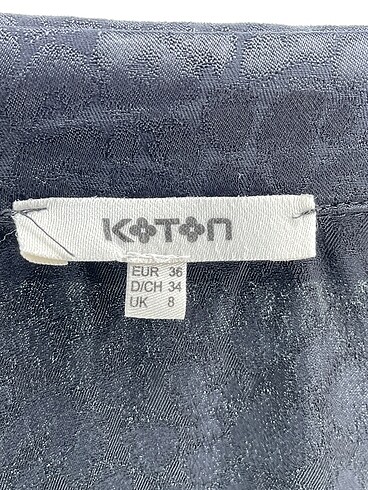 KOTON
EUR 36
D/CH 34
UK 8